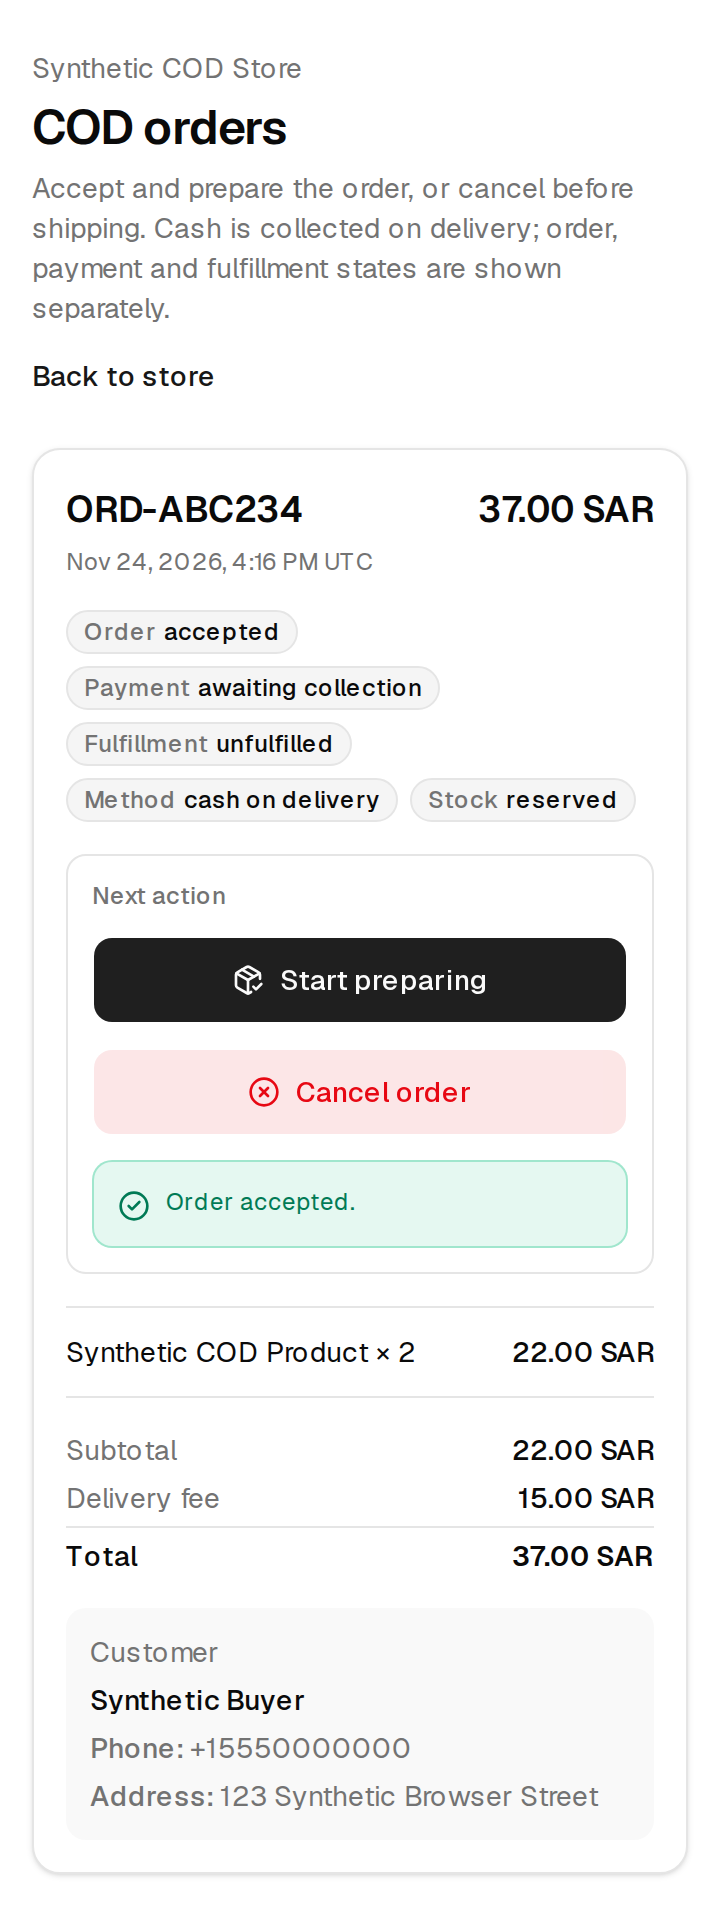 Synthetic COD Store
COD orders
Accept and prepare the order, or cancel before
shipping. Cash is collected on delivery; order,
payment and fulfillment states are shown
separately.
Back to store
ORD-ABC234 37.00 SAR
Nov 24, 2026, 4:16 PM UTC
Order accepted
Payment awaiting collection
Fulfillment unfulfilled
Method cash on delivery Stock reserved
Next action
Start preparing
Cancel order
Order accepted.
Synthetic COD Product × 2 22.00 SAR
Subtotal 22.00 SAR
Delivery fee 15.00 SAR
Total 37.00 SAR
Customer
Synthetic Buyer
Phone: +15550000000
Address: 123 Synthetic Browser Street